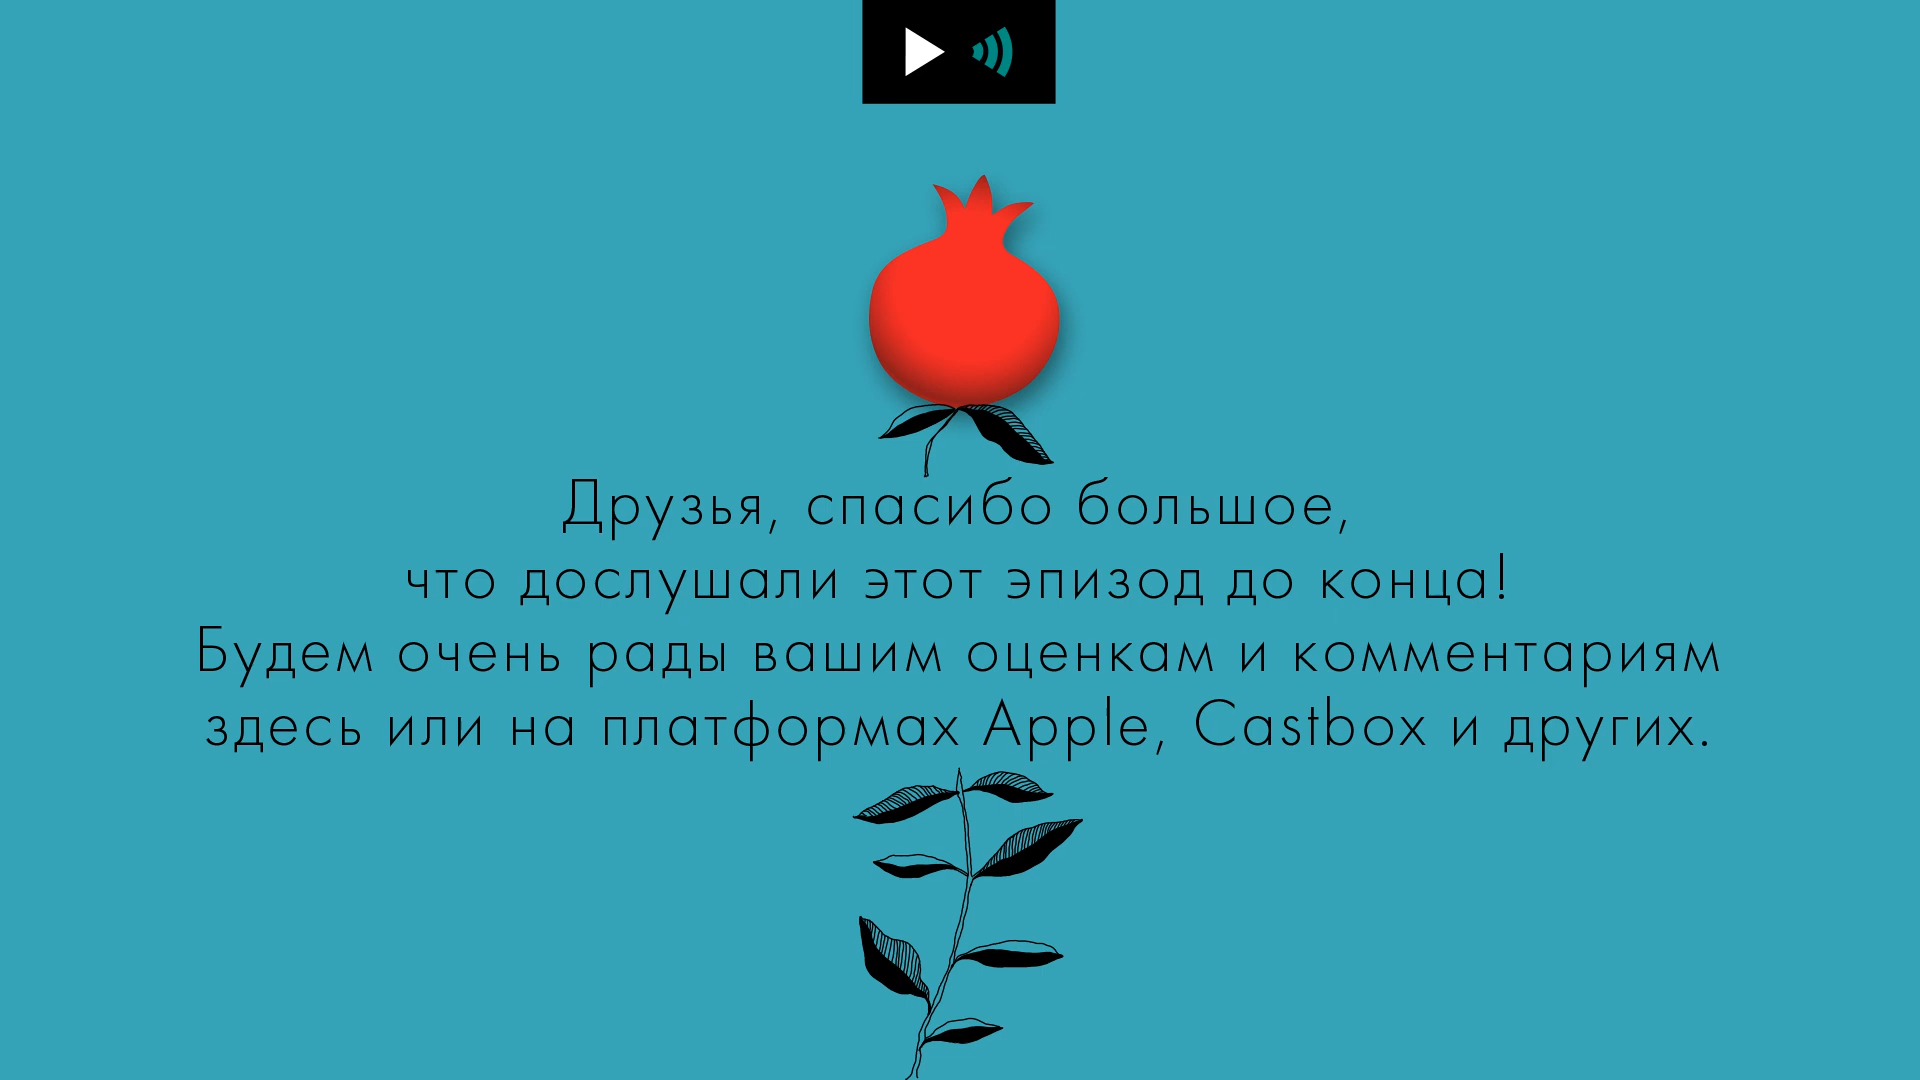 Друзья, спасибо большое,
что дослушали этот эпизод до конца!
Будем очень рады вашим оценкам и комментариям
здесь или на платформах Apple, Castbox и других.